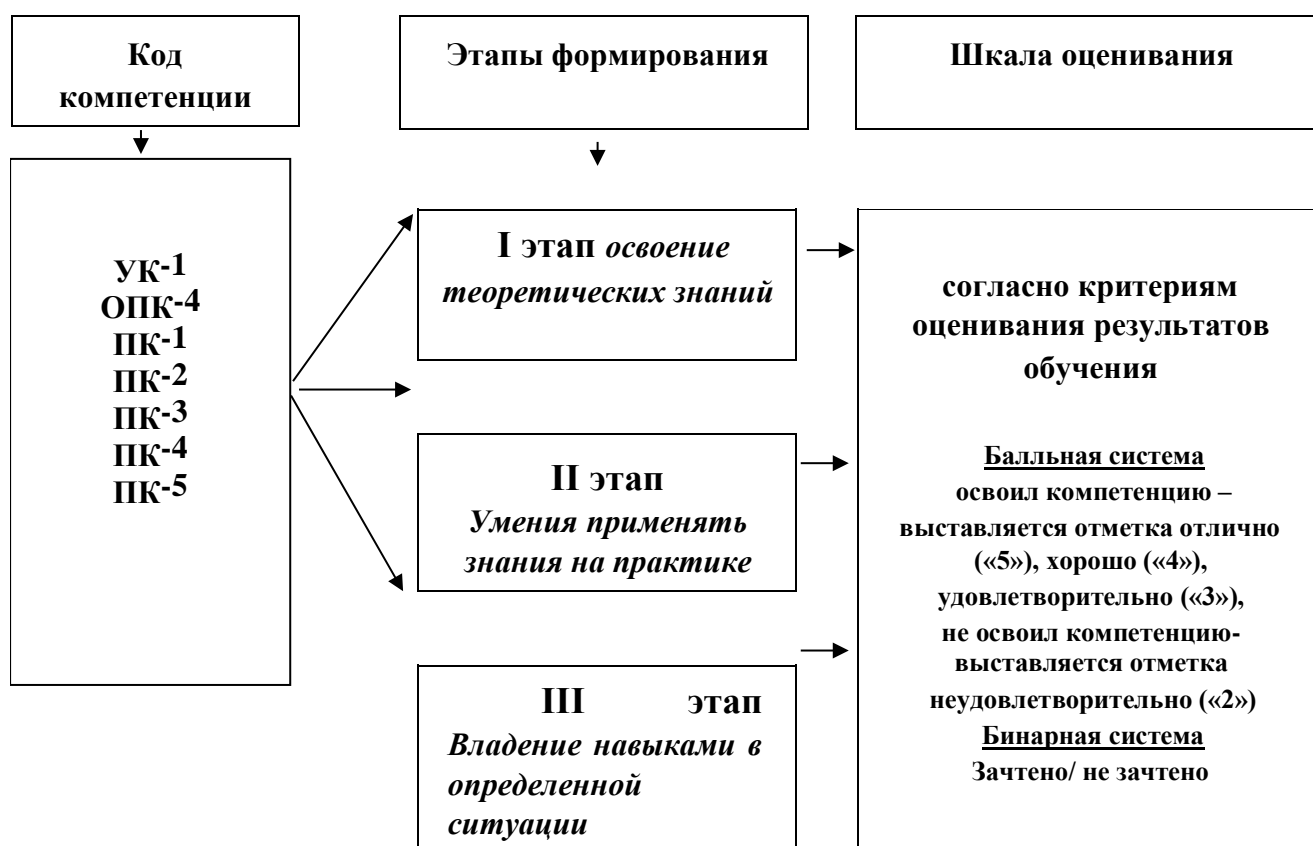 Код
компетенции
Этапы формирования
Шкала оценивания
УК-1
ОПК-4
ПК-1
ПК-2
ПК-3
ПК-4
ПК-5
I этап освоение
теоретических знаний
II этап
Умения применять
знания на практике
III этап
Владение навыками в
определенной
ситуации
согласно критериям
оценивания результатов
обучения
Балльная система
освоил компетенцию –
выставляется отметка отлично
(«5»), хорошо («4»),
удовлетворительно («3»),
не освоил компетенцию-
выставляется отметка
неудовлетворительно («2»)
Бинарная система
Зачтено/ не зачтено